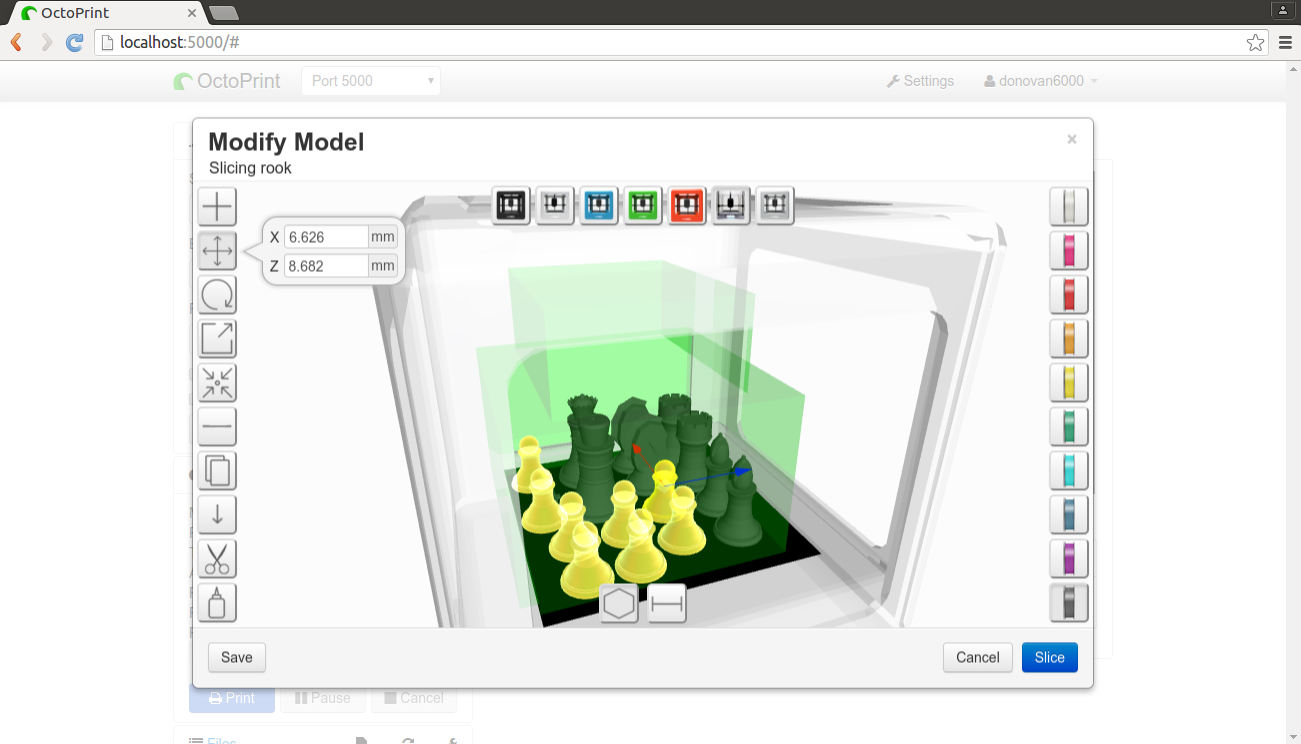 OctoPrint
localhost:5000/#
OctoPrint
Port 5000
Settings
donovan6000
Modify Model
×
Slicing rook
X 6.626 mm
Z 8.682 mm
Save
Cancel
Slice
Print
Pause
Cancel
Files